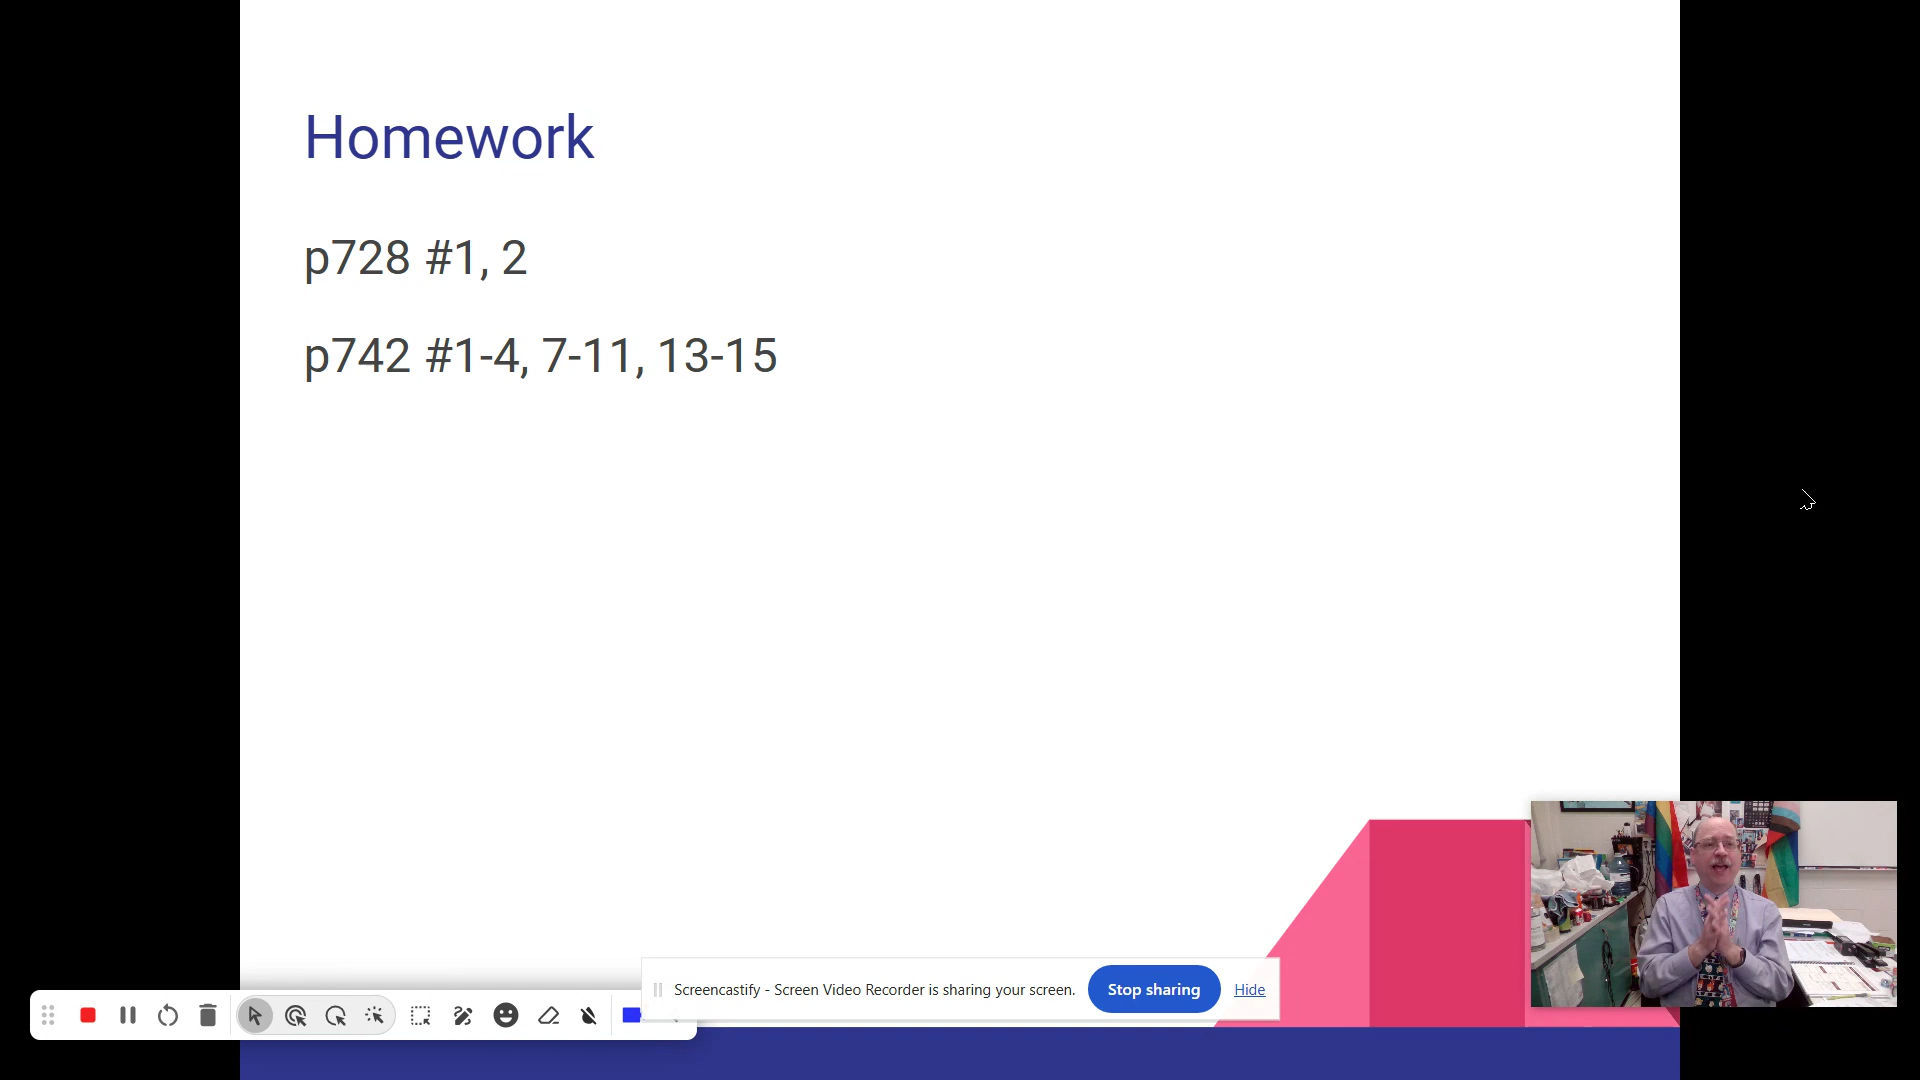 Homework
p728 #1, 2
p742 #1-4, 7-11, 13-15
Screencastify - Screen Video Recorder is sharing your screen.
Stop sharing
Hide